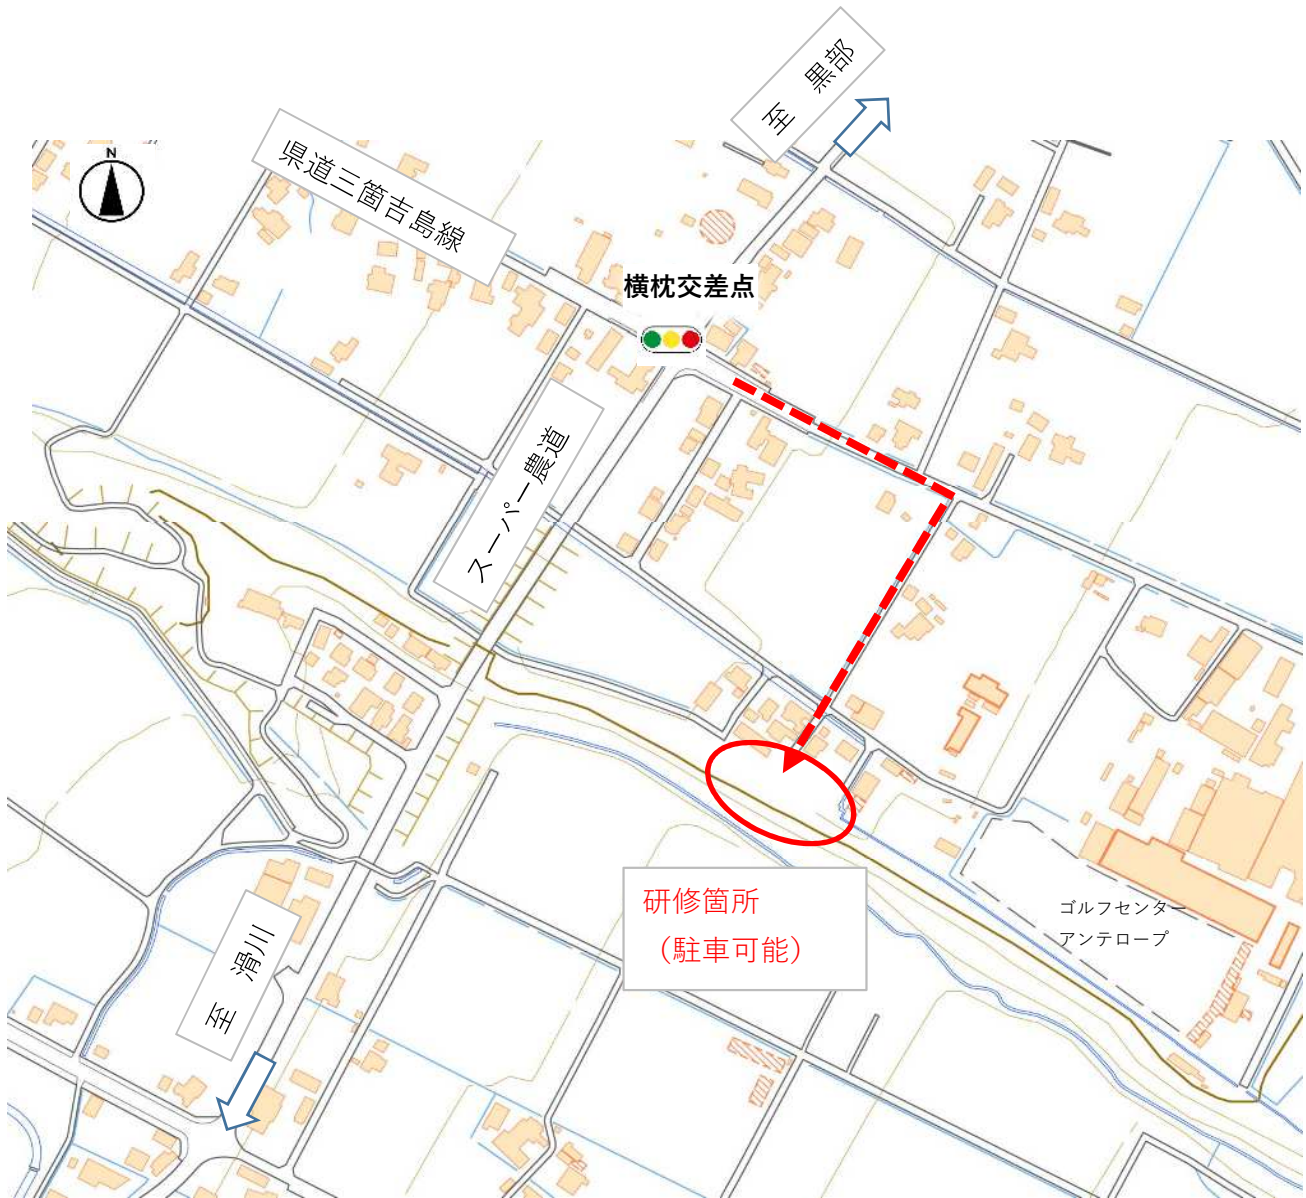 至　黒部
N
県道三箇吉島線
横枕交差点
スーパー農道
研修箇所
（駐車可能）
ゴルフセンター
アンテロープ
至　滑川